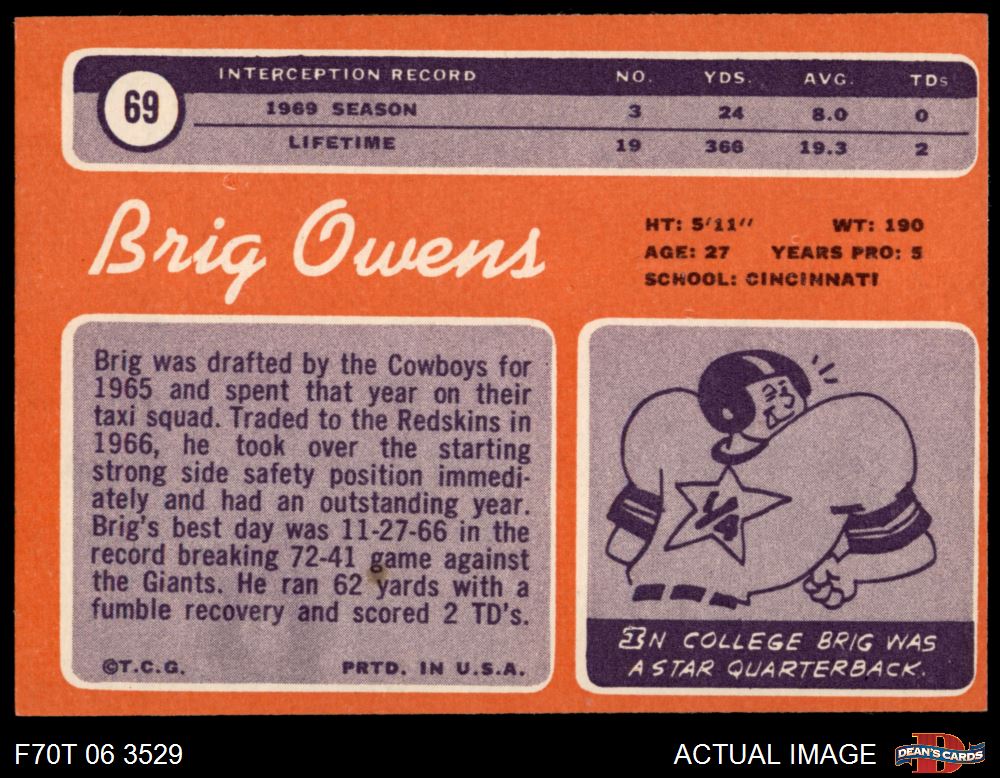 INTERCEPTION RECORD NO. YDS. AVG. TDs
69
1969 SEASON 3 24 8.0 0
LIFETIME 19 366 19.3 2
Brig Owens
HT: 5'11'' WT: 190
AGE: 27 YEARS PRO: 5
SCHOOL: CINCINNATI
Brig was drafted by the Cowboys for
1965 and spent that year on their
taxi squad. Traded to the Redskins in
1966, he took over the starting
strong side safety position immedi-
ately and had an outstanding year.
Brig's best day was 11-27-66 in the
record breaking 72-41 game against
the Giants. He ran 62 yards with a
fumble recovery and scored 2 TD's.
©T.C.G. PRTD. IN U.S.A.
1/4
IN COLLEGE BRIG WAS
A STAR QUARTERBACK.
F70T 06 3529
ACTUAL IMAGE
DEAN'S CARDS